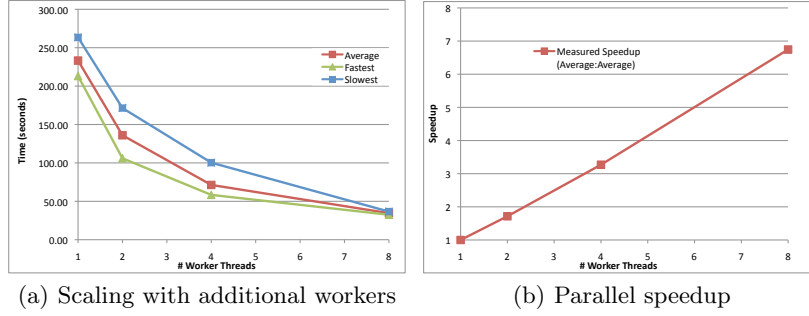 300.00
250.00
200.00
150.00
100.00
50.00
0.00
Time (seconds)
1 2 3 4 5 6 7 8
# Worker Threads
Average
Fastest
Slowest
(a) Scaling with additional workers
8
7
6
5
4
3
2
1
Speedup
1 2 3 4 5 6 7 8
# Worker Threads
Measured Speedup
(Average:Average)
(b) Parallel speedup